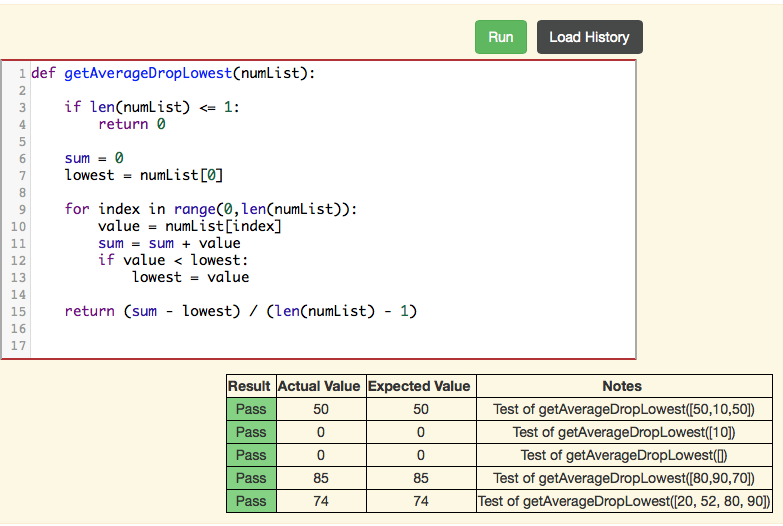 Run Load History
1 def getAverageDropLowest(numList):
2
3     if len(numList) <= 1:
4         return 0
5
6     sum = 0
7     lowest = numList[0]
8
9     for index in range(0,len(numList)):
10         value = numList[index]
11         sum = sum + value
12         if value < lowest:
13             lowest = value
14
15     return (sum - lowest) / (len(numList) - 1)
16
17
Result Actual Value Expected Value Notes
Pass 50 50 Test of getAverageDropLowest([50,10,50])
Pass 0 0 Test of getAverageDropLowest([10])
Pass 0 0 Test of getAverageDropLowest([])
Pass 85 85 Test of getAverageDropLowest([80,90,70])
Pass 74 74 Test of getAverageDropLowest([20, 52, 80, 90])